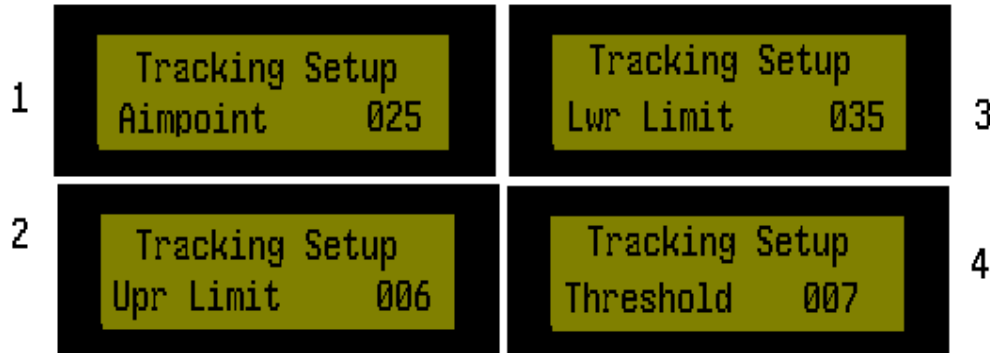 1
Tracking Setup
Aimpoint 025
2
Tracking Setup
Upr Limit 006
Tracking Setup
Lwr Limit 035
3
Tracking Setup
Threshold 007
4